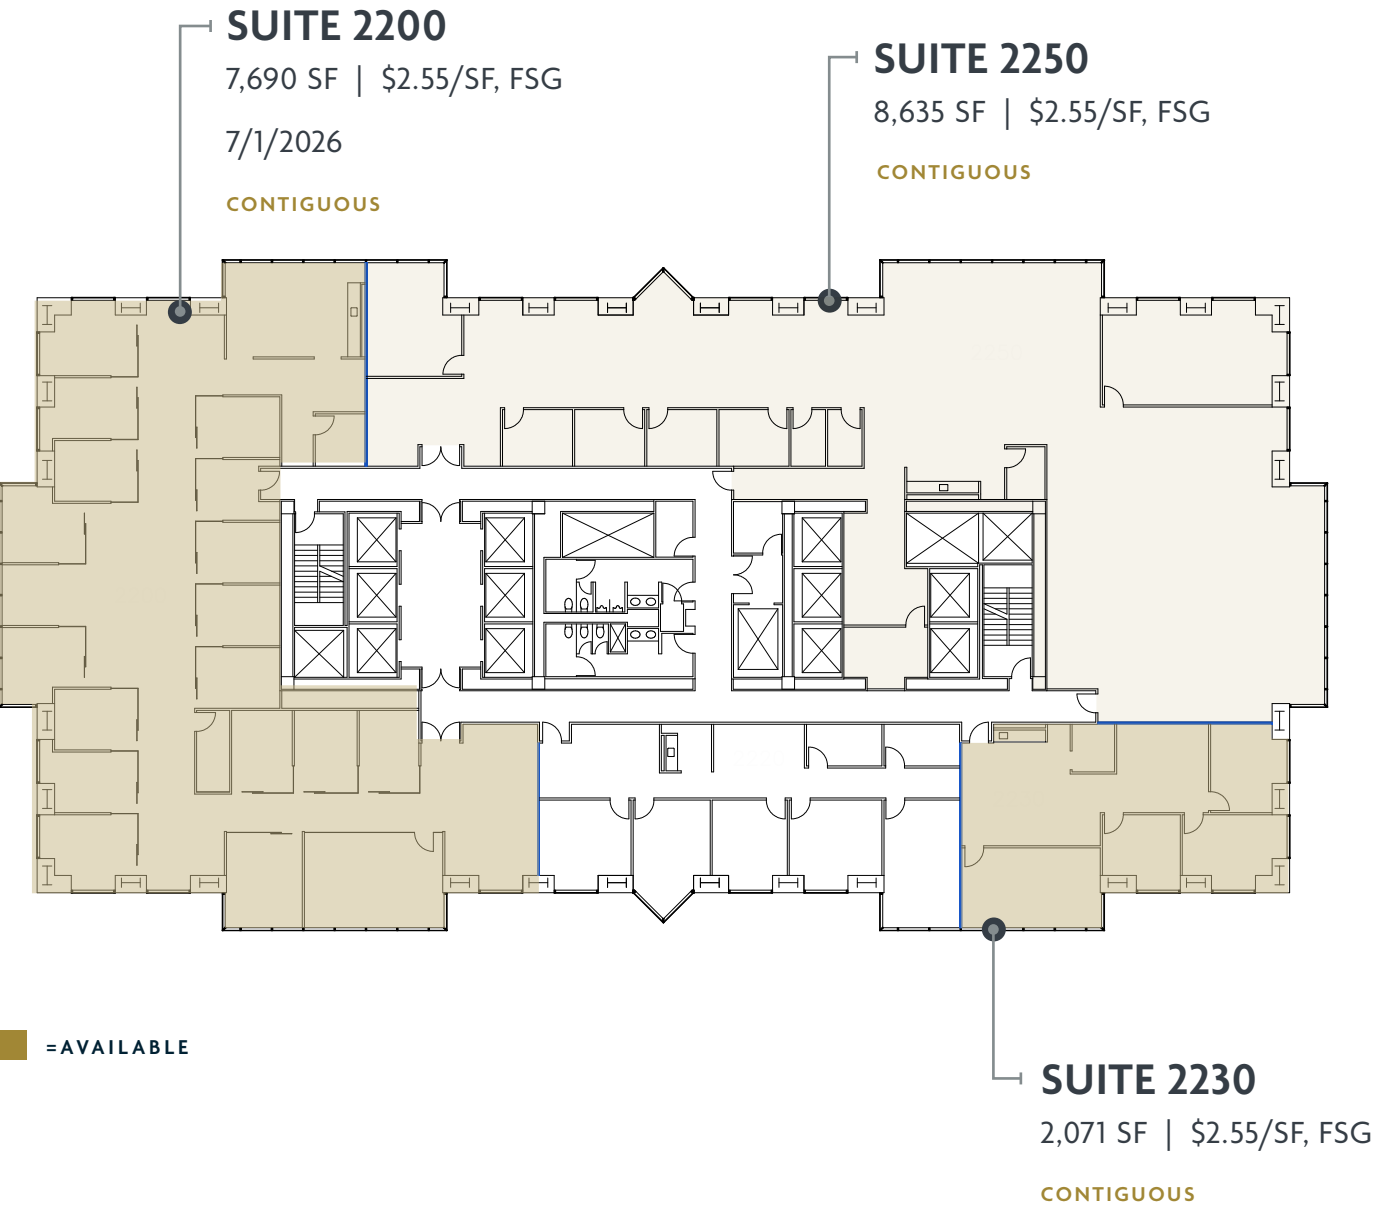 SUITE 2200
7,690 SF | $2.55/SF, FSG
7/1/2026
CONTIGUOUS
SUITE 2250
8,635 SF | $2.55/SF, FSG
CONTIGUOUS
=AVAILABLE
SUITE 2230
2,071 SF | $2.55/SF, FSG
CONTIGUOUS